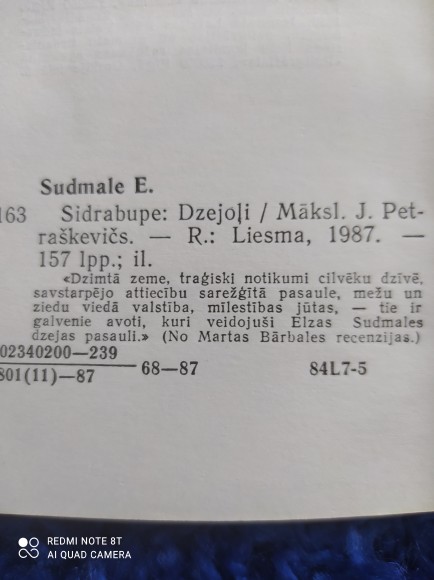 Sudmale E.
163 Sidrabupe: Dzejoļi / Māksl. J. Pet-
raškevičs. — R.: Liesma, 1987. —
157 lpp.; il.
«Dzimtā zeme, traģiski notikumi cilvēku dzīvē,
savstarpējo attiecību sarežģītā pasaule, mežu un
ziedu viedā valstība, mīlestības jūtas, — tie ir
galvenie avoti, kuri veidojuši Elzas Sudmales
dzejas pasauli.» (No Martas Bārbales recenzijas.)
02340200—239
801(11)—87 68—87 84L7-5
REDMI NOTE 8T
AI QUAD CAMERA